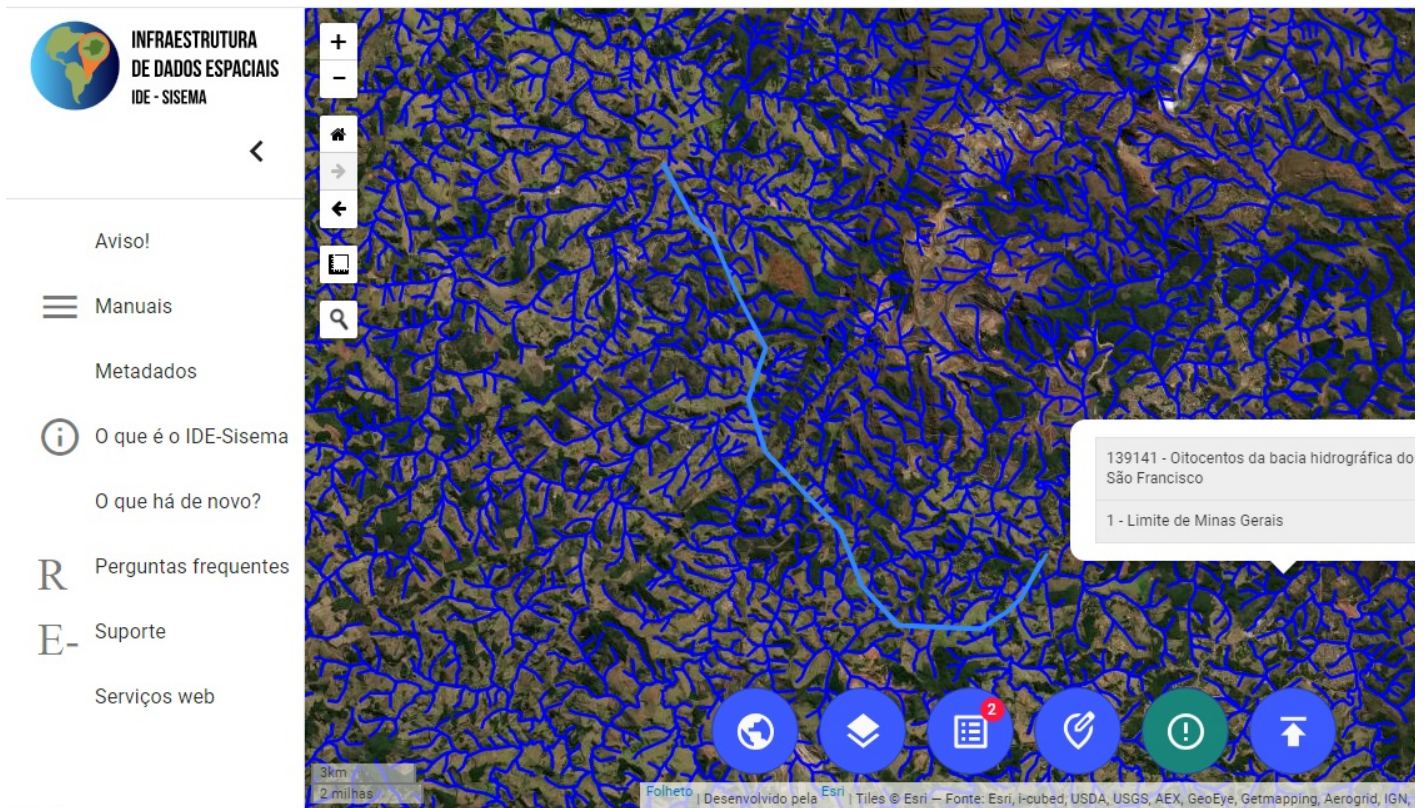 INFRAESTRUTURA
DE DADOS ESPACIAIS
IDE - SISEMA
Aviso!
Manuais
Metadados
O que é o IDE-Sisema
O que há de novo?
R
Perguntas frequentes
E-
Suporte
Serviços web
+
−
139141 - Oitocentos da bacia hidrográfica do
São Francisco
1 - Limite de Minas Gerais
2
3km
2 milhas
Folheto | Desenvolvido pela Esri | Tiles © Esri — Fonte: Esri, i-cubed, USDA, USGS, AEX, GeoEye, Getmapping, Aerogrid, IGN